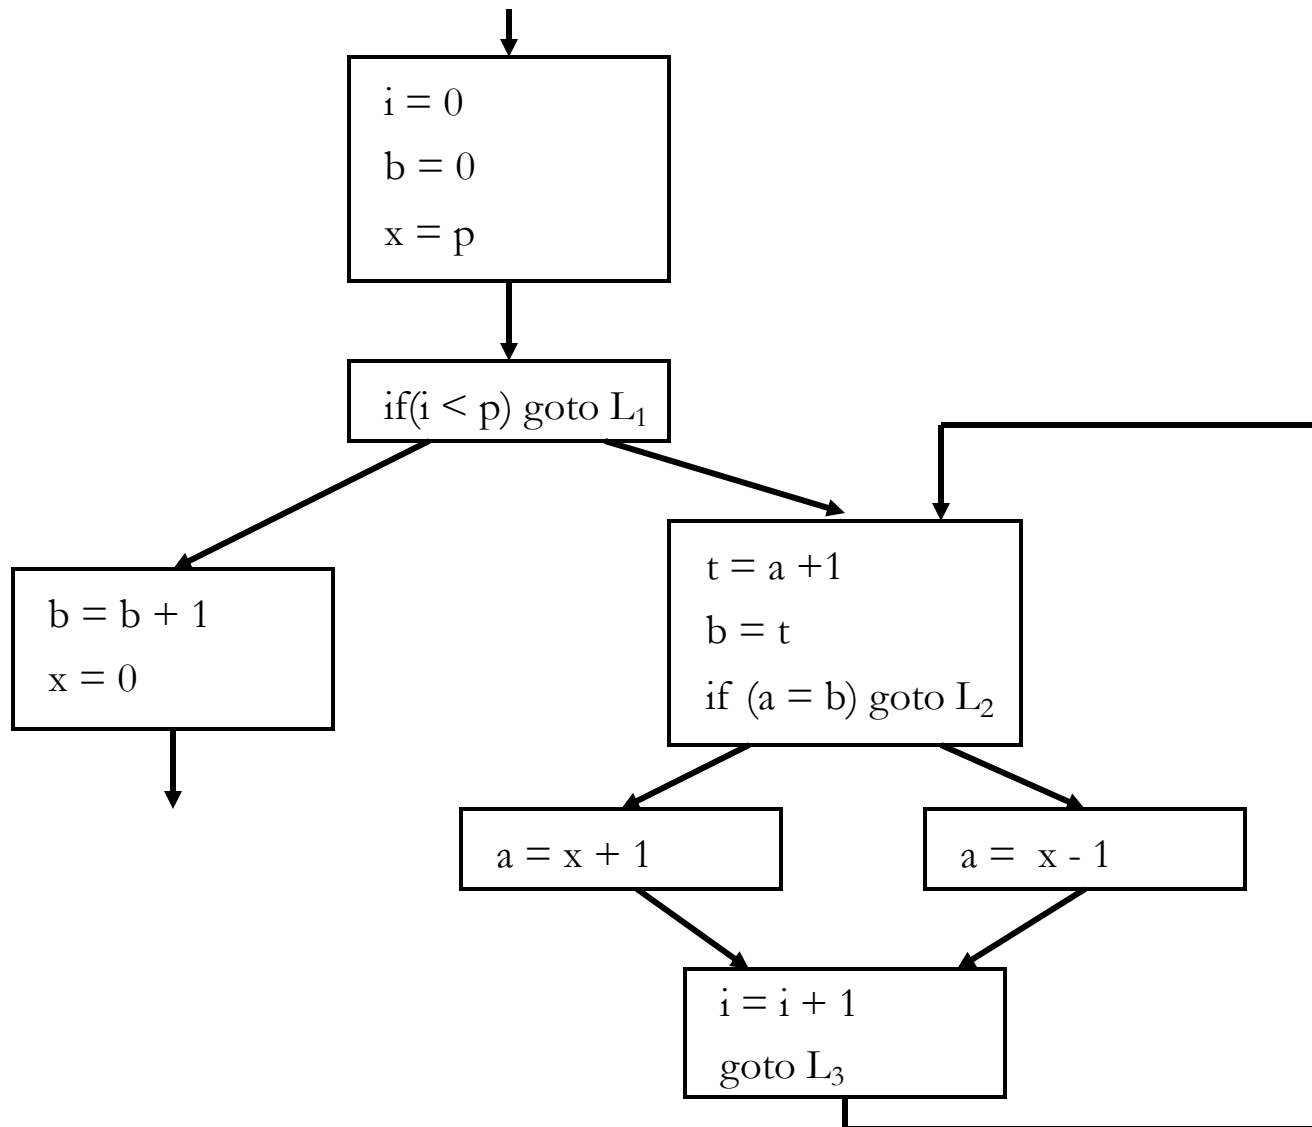 i = 0
b = 0
x = p
if(i < p) goto L₁
b = b + 1
x = 0
t = a +1
b = t
if (a = b) goto L₂
a = x + 1
a = x - 1
i = i + 1
goto L₃